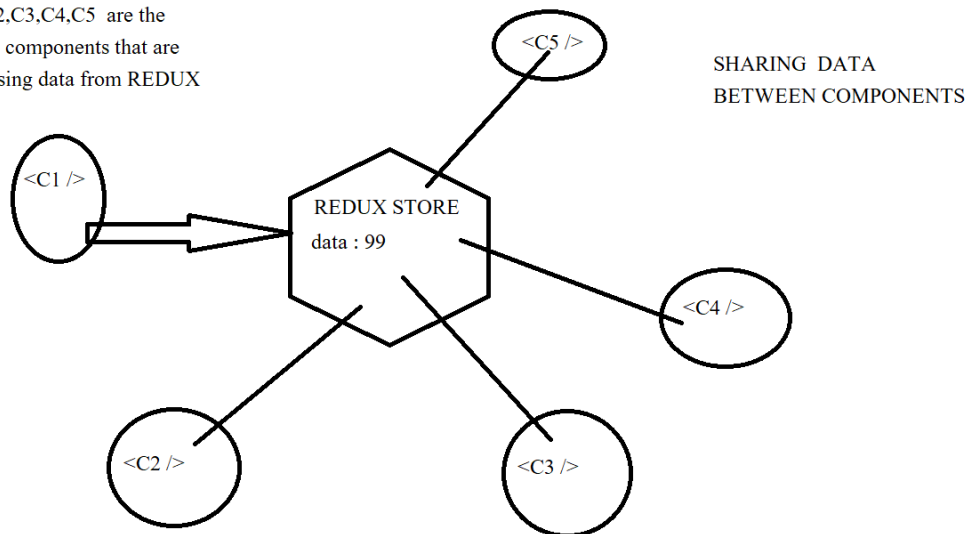 2,C3,C4,C5 are the
components that are
sing data from REDUX
<C5 />
SHARING DATA
BETWEEN COMPONENTS
<C1 />
REDUX STORE
data : 99
<C4 />
<C2 />
<C3 />